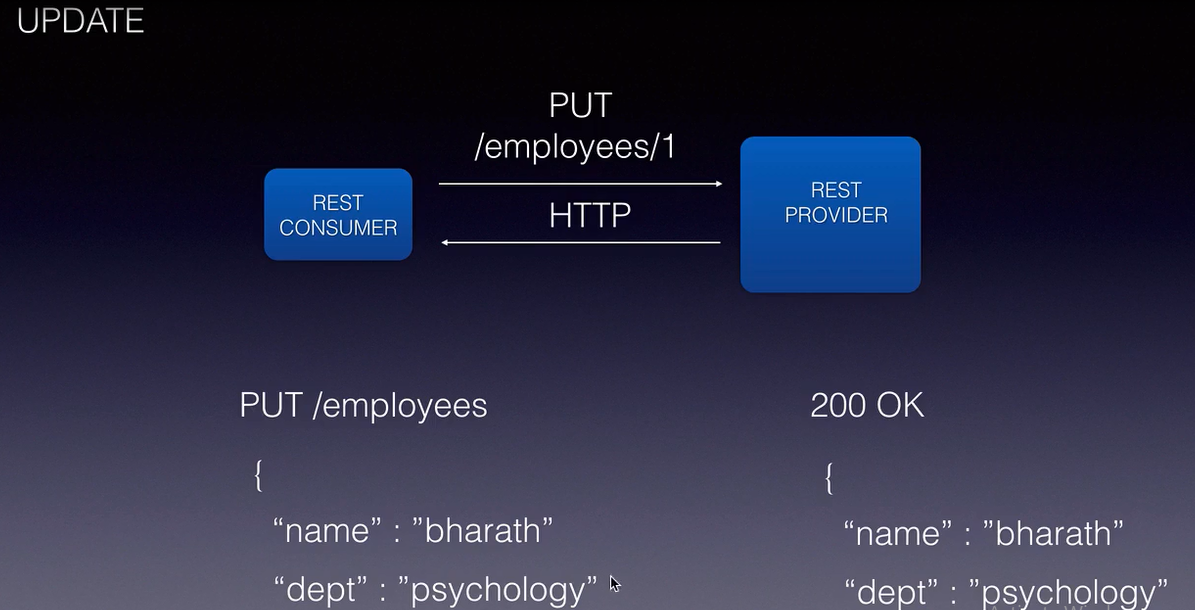 UPDATE
PUT
/employees/1
REST
CONSUMER
HTTP
REST
PROVIDER
PUT /employees
{
“name” : ”bharath”
“dept” : ”psychology”
200 OK
{
“name” : ”bharath”
“dept” : ”psychology”